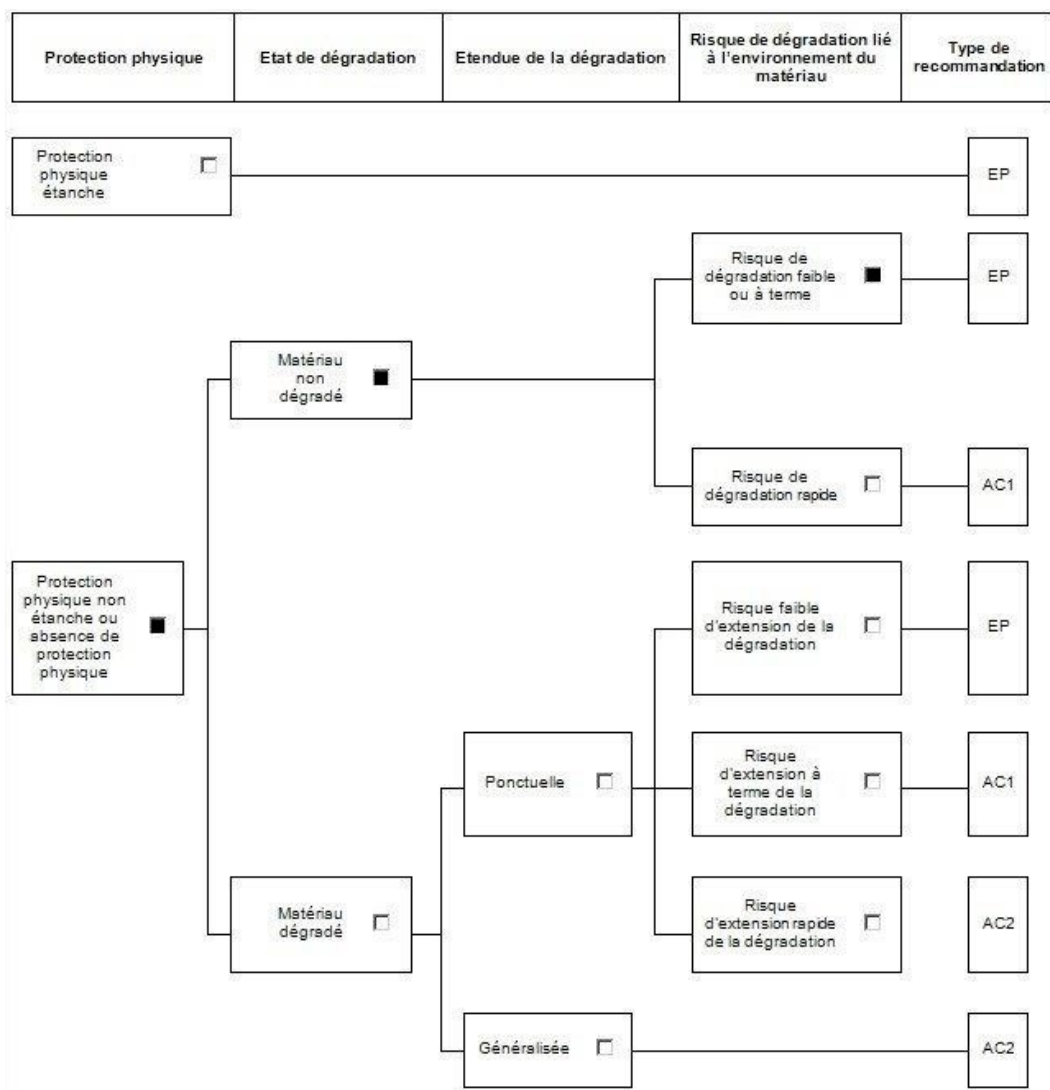 Protection physique
Etat de dégradation
Etendue de la dégradation
Risque de dégradation lié
à l'environnement du
matériau
Type de
recommandation
Protection
physique
étanche
EP
Risque de
dégradation faible
ou à terme
EP
Matériau
non
dégradé
Risque de
dégradation rapide
AC1
Protection
physique non
étanche ou
absence de
protection
physique
Risque faible
d'extension de la
dégradation
EP
Ponctuelle
Risque
d'extension à
terme de la
dégradation
AC1
Matériau
dégradé
Risque
d'extension rapide
de la dégradation
AC2
Généralisée
AC2